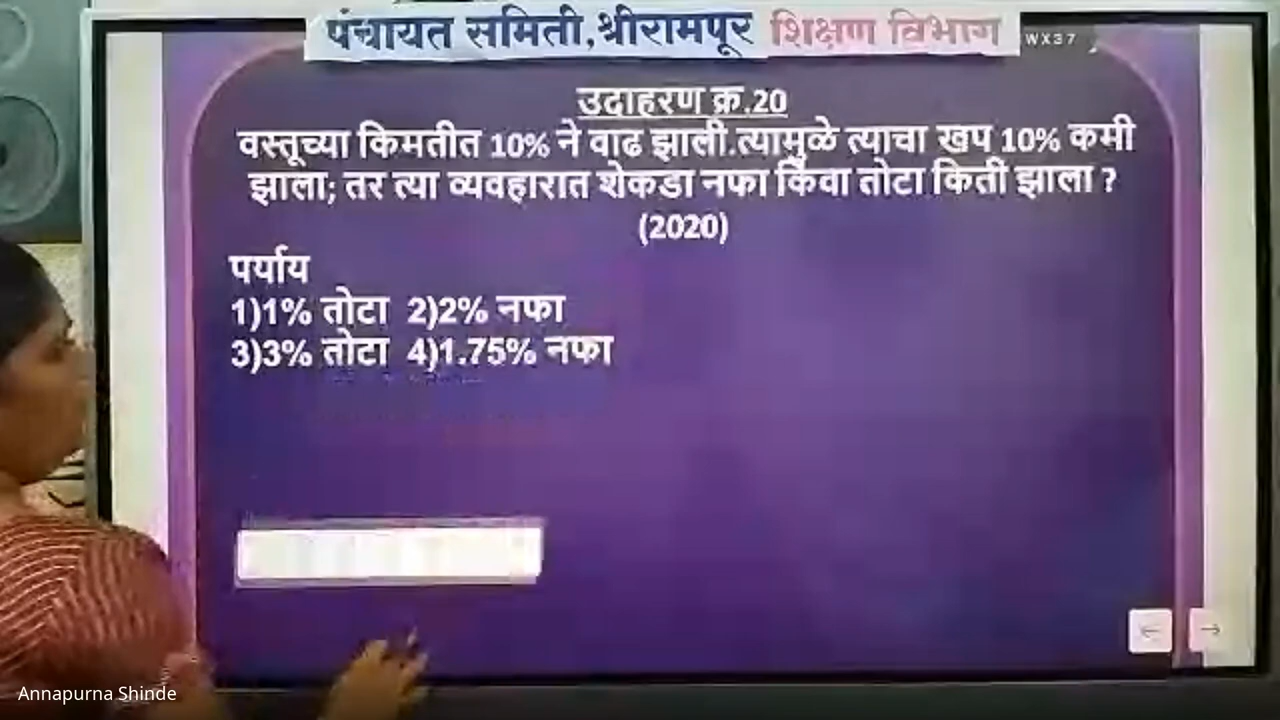 पंचायत समिती,श्रीरामपूर शिक्षण विभाग
WX37
उदाहरण क्र.20
वस्तूच्या किमतीत 10% ने वाढ झाली.त्यामुळे त्याचा खप 10% कमी
झाला; तर त्या व्यवहारात शेकडा नफा किंवा तोटा किती झाला ?
(2020)
पर्याय
1)1% तोटा 2)2% नफा
3)3% तोटा 4)1.75% नफा
Annapurna Shinde